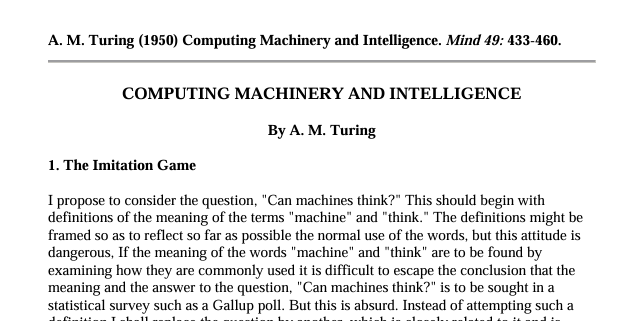 A. M. Turing (1950) Computing Machinery and Intelligence. Mind 49: 433-460.
COMPUTING MACHINERY AND INTELLIGENCE
By A. M. Turing
1. The Imitation Game
I propose to consider the question, "Can machines think?" This should begin with
definitions of the meaning of the terms "machine" and "think." The definitions might be
framed so as to reflect so far as possible the normal use of the words, but this attitude is
dangerous, If the meaning of the words "machine" and "think" are to be found by
examining how they are commonly used it is difficult to escape the conclusion that the
meaning and the answer to the question, "Can machines think?" is to be sought in a
statistical survey such as a Gallup poll. But this is absurd. Instead of attempting such a
definition I shall replace the question by another, which is closely related to it and is